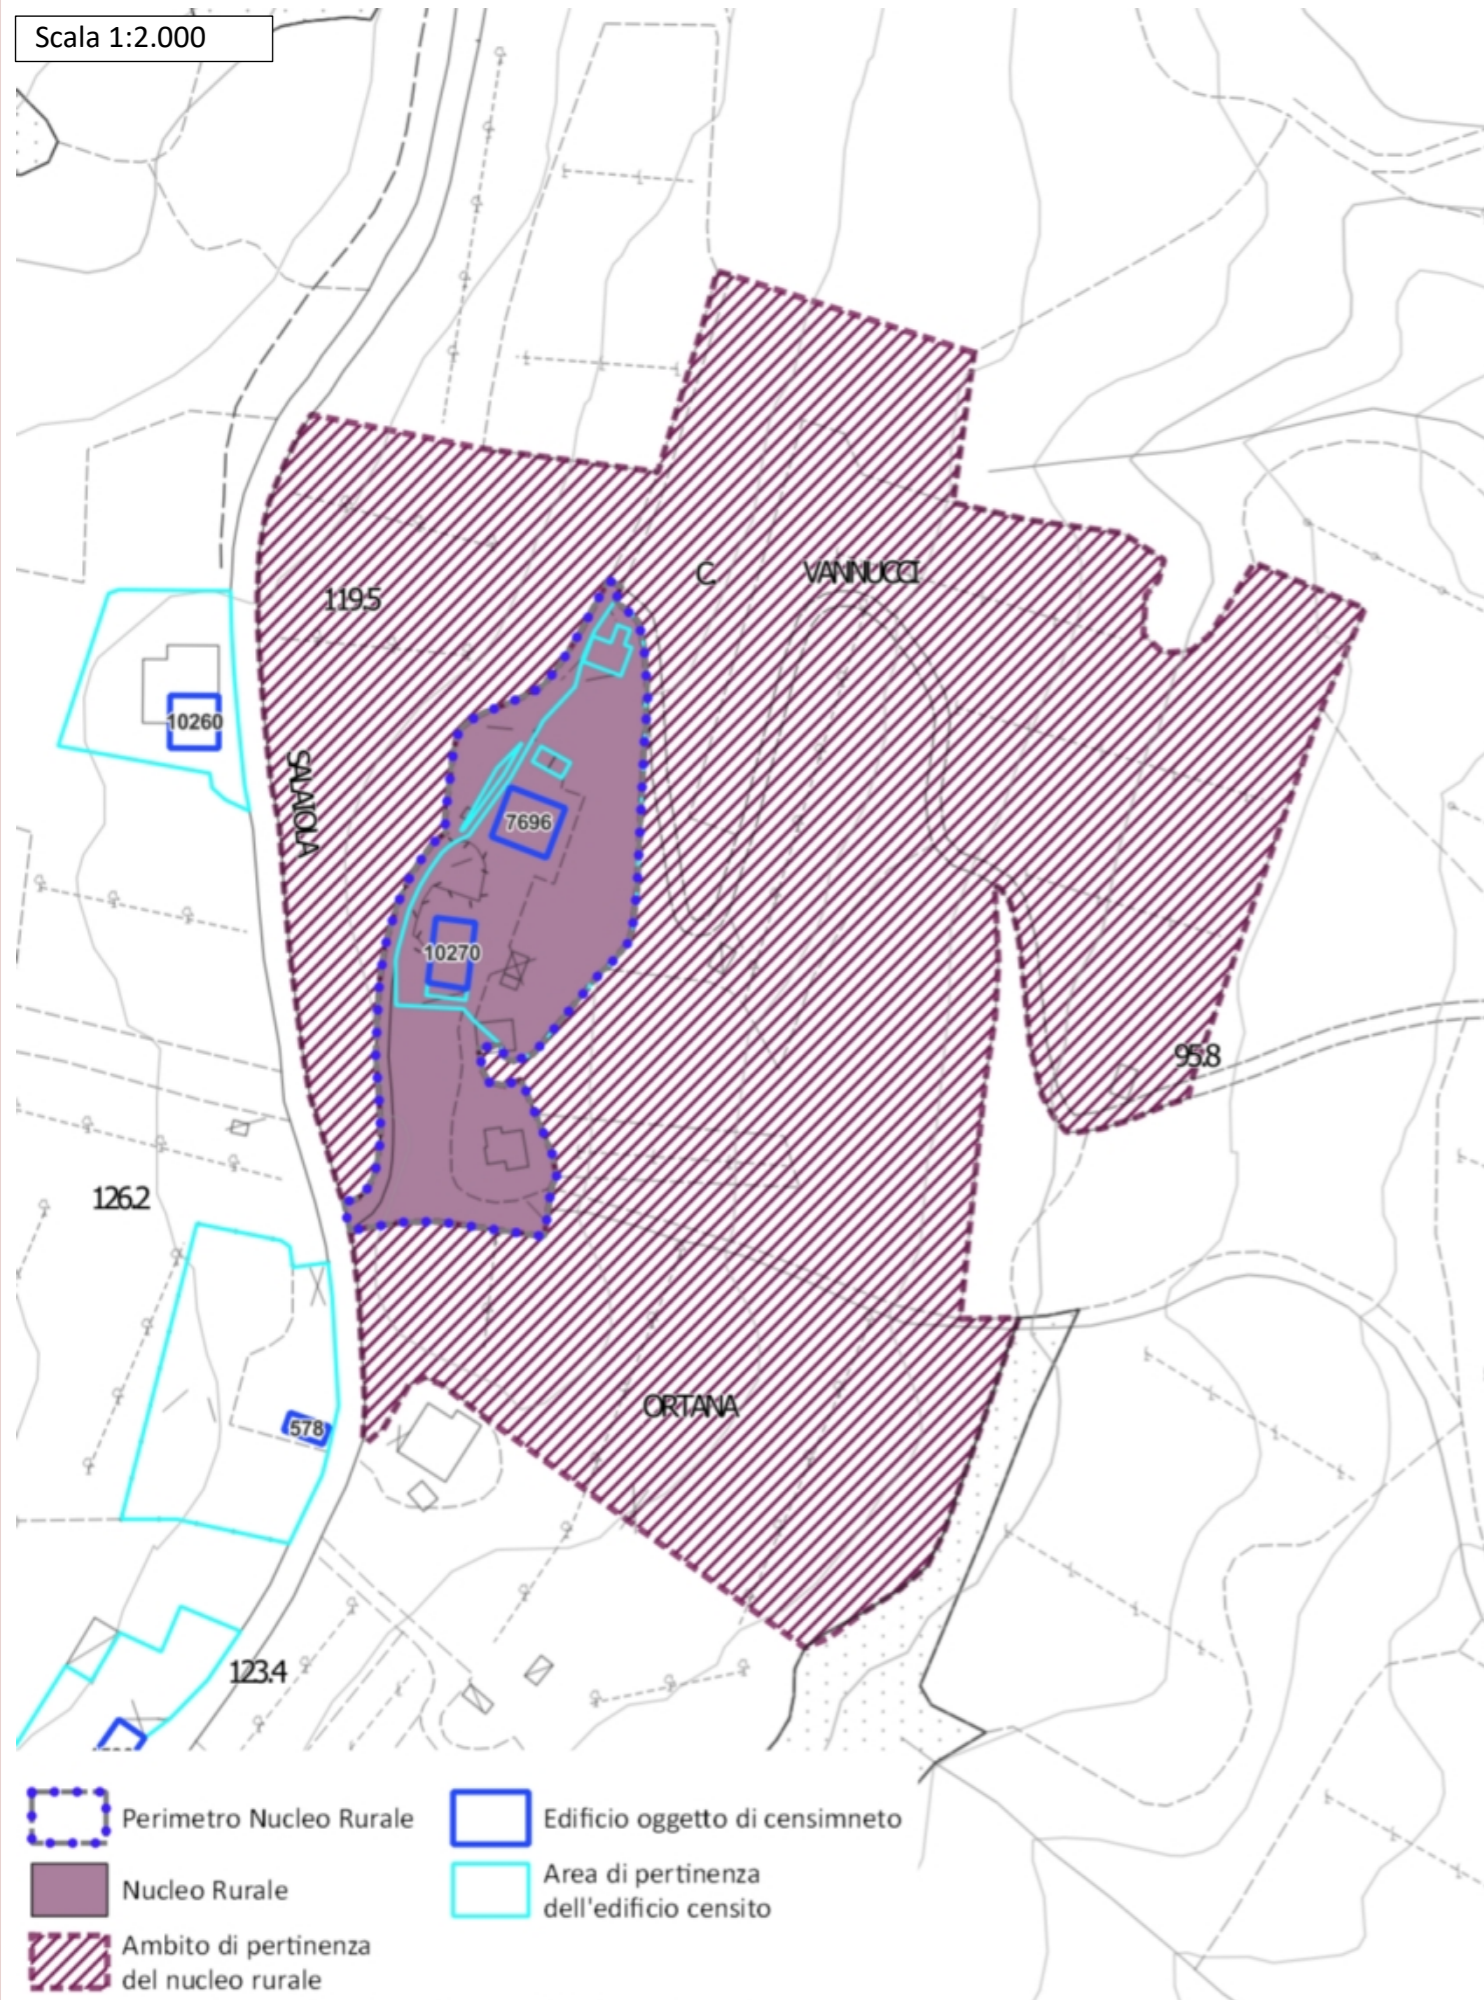 Scala 1:2.000
C. VANNUCCI
119.5
10260
SALAIOLA
7696
10270
95.8
126.2
ORTANA
578
123.4
Perimetro Nucleo Rurale
Edificio oggetto di censimneto
Nucleo Rurale
Area di pertinenza
dell'edificio censito
Ambito di pertinenza
del nucleo rurale